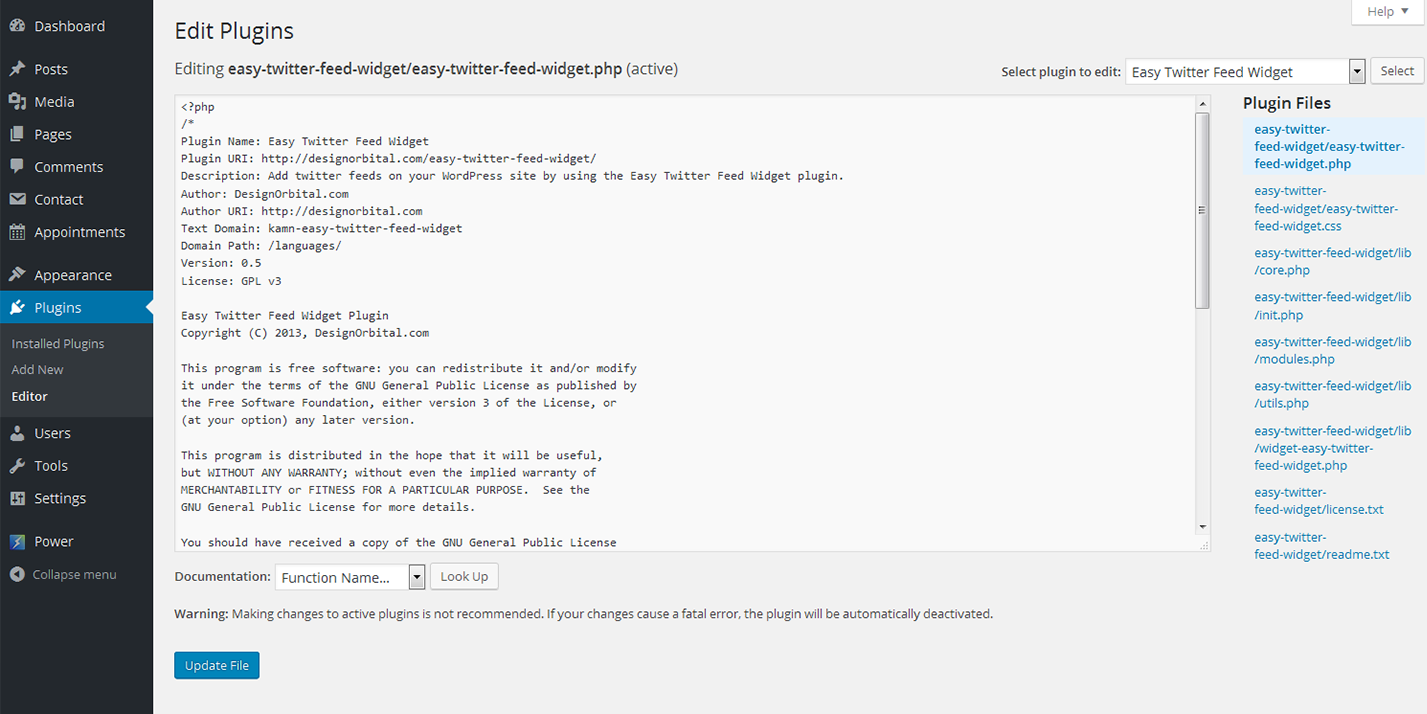 Dashboard
Posts
Media
Pages
Comments
Contact
Appointments
Appearance
Plugins
Installed Plugins
Add New
Editor
Users
Tools
Settings
Power
Collapse menu
Help
Edit Plugins
Editing easy-twitter-feed-widget/easy-twitter-feed-widget.php (active)
Select plugin to edit: Easy Twitter Feed Widget Select
<?php
/*
Plugin Name: Easy Twitter Feed Widget
Plugin URI: http://designorbital.com/easy-twitter-feed-widget/
Description: Add twitter feeds on your WordPress site by using the Easy Twitter Feed Widget plugin.
Author: DesignOrbital.com
Author URI: http://designorbital.com
Text Domain: kamn-easy-twitter-feed-widget
Domain Path: /languages/
Version: 0.5
License: GPL v3
Easy Twitter Feed Widget Plugin
Copyright (C) 2013, DesignOrbital.com
This program is free software: you can redistribute it and/or modify
it under the terms of the GNU General Public License as published by
the Free Software Foundation, either version 3 of the License, or
(at your option) any later version.
This program is distributed in the hope that it will be useful,
but WITHOUT ANY WARRANTY; without even the implied warranty of
MERCHANTABILITY or FITNESS FOR A PARTICULAR PURPOSE.  See the
GNU General Public License for more details.
You should have received a copy of the GNU General Public License
Plugin Files
easy-twitter-
feed-widget/easy-twitter-
feed-widget.php
easy-twitter-
feed-widget/easy-twitter-
feed-widget.css
easy-twitter-feed-widget/lib
/core.php
easy-twitter-feed-widget/lib
/init.php
easy-twitter-feed-widget/lib
/modules.php
easy-twitter-feed-widget/lib
/utils.php
easy-twitter-feed-widget/lib
/widget-easy-twitter-
feed-widget.php
easy-twitter-
feed-widget/license.txt
easy-twitter-
feed-widget/readme.txt
Documentation: Function Name... Look Up
Warning: Making changes to active plugins is not recommended. If your changes cause a fatal error, the plugin will be automatically deactivated.
Update File